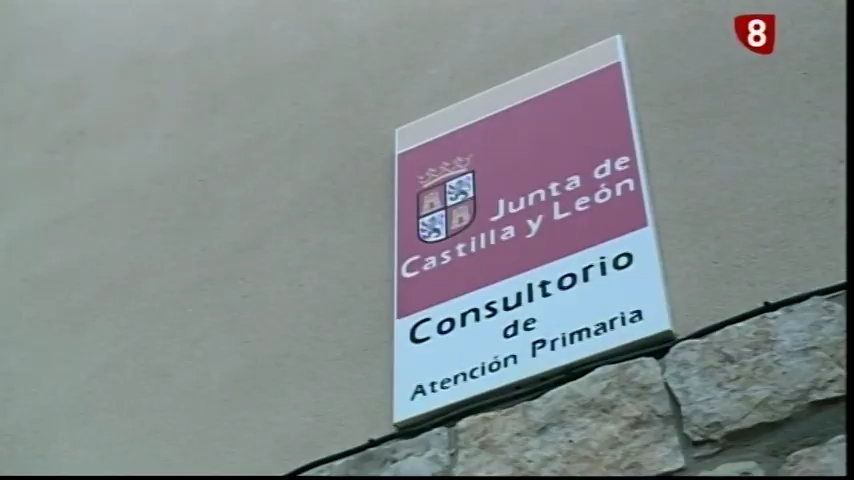 8
Junta de
Castilla y León
Consultorio
de
Atención Primaria